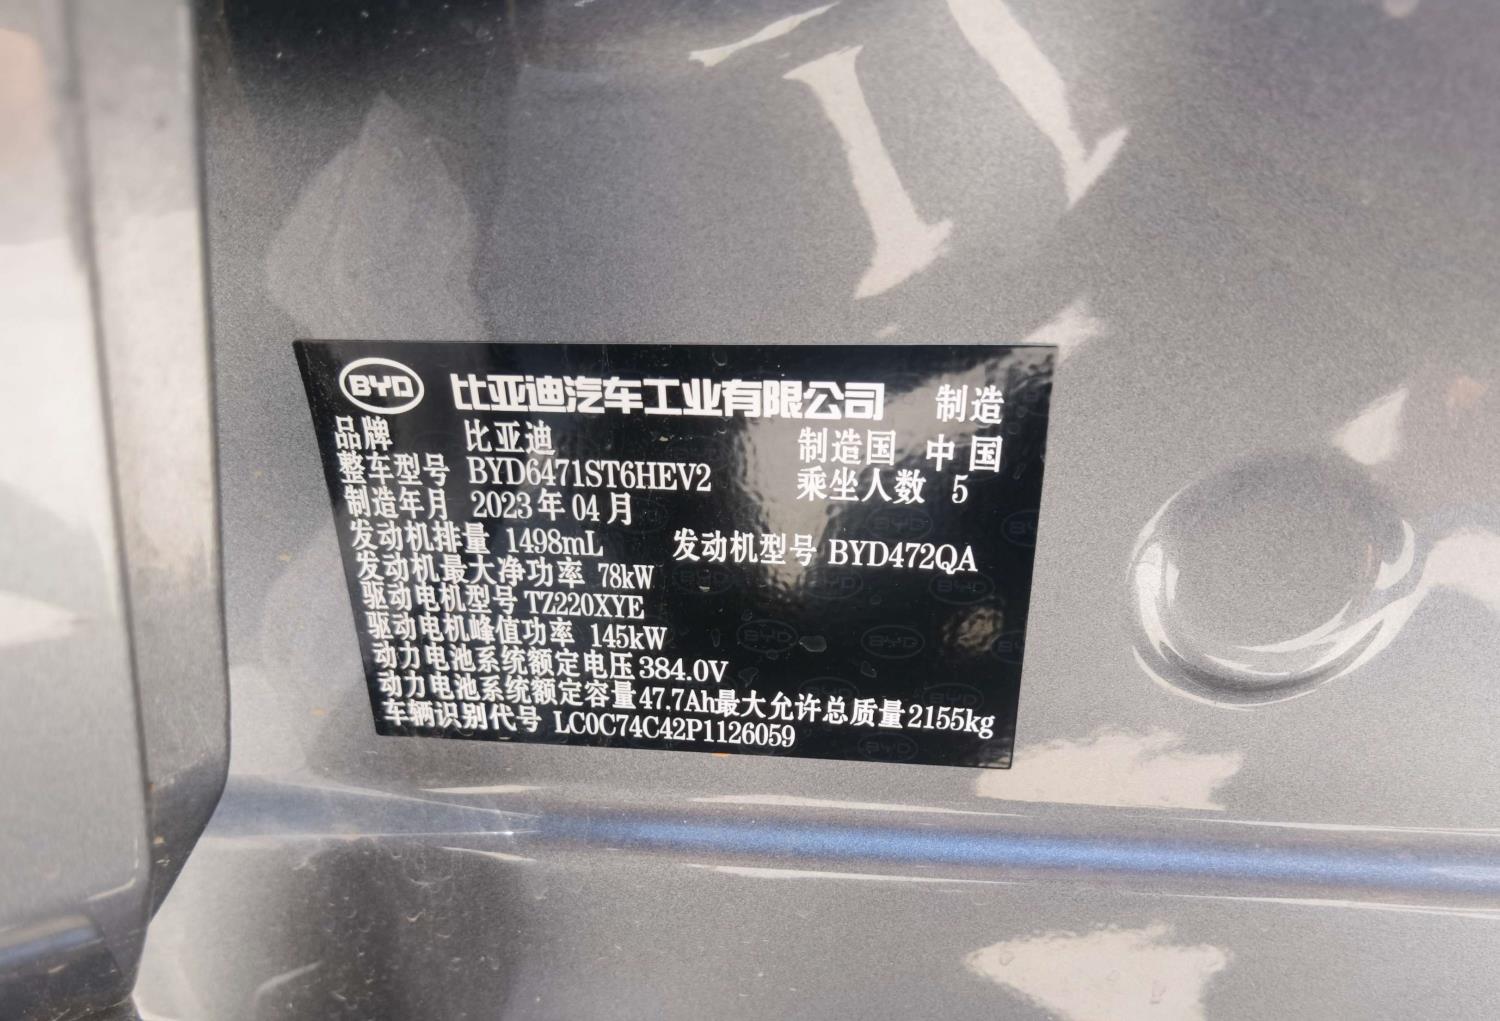 BYD 比亚迪汽车工业有限公司 制造
品牌 比亚迪 制造国 中国
整车型号 BYD6471ST6HEV2 乘坐人数 5
制造年月 2023年04月
发动机排量 1498mL 发动机型号 BYD472QA
发动机最大净功率 78kW
驱动电机型号 TZ220XYE
驱动电机峰值功率 145kW
动力电池系统额定电压 384.0V
动力电池系统额定容量 47.7Ah 最大允许总质量 2155kg
车辆识别代号 LC0C74C42P1126059